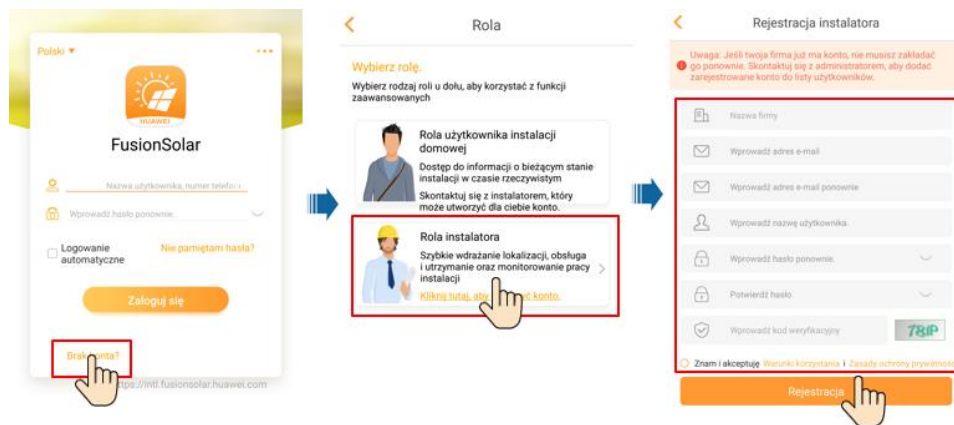 Polski
HUAWEI
FusionSolar
Nazwa użytkownika, numer telefo
Wprowadź hasło ponownie.
Logowanie
automatyczne
Nie pamiętam hasła?
Zaloguj się
Brak konta?
https://intl.fusionsolar.huawei.com
Rola
Wybierz rolę.
Wybierz rodzaj roli u dołu, aby korzystać z funkcji
zaawansowanych
Rola użytkownika instalacji
domowej
Dostęp do informacji o bieżącym stanie
instalacji w czasie rzeczywistym
Skontaktuj się z instalatorem, który
może utworzyć dla ciebie konto.
Rola instalatora
Szybkie wdrażanie lokalizacji, obsługa
i utrzymanie oraz monitorowanie pracy
instalacji
Kliknij tutaj, aby konto.
Rejestracja instalatora
Uwaga: Jeśli twoja firma już ma konto, nie musisz zakładać
go ponownie. Skontaktuj się z administratorem, aby dodać
zarejestrowane konto do listy użytkowników.
Nazwa firmy
Wprowadź adres e-mail
Wprowadź adres e-mail ponownie
Wprowadź nazwę użytkownika.
Wprowadź hasło ponownie.
Potwierdź hasło.
Wprowadź kod weryfikacyjny
78IP
Znam i akceptuję Warunki korzystania i Zasady ochrony prywatności
Rejestracja